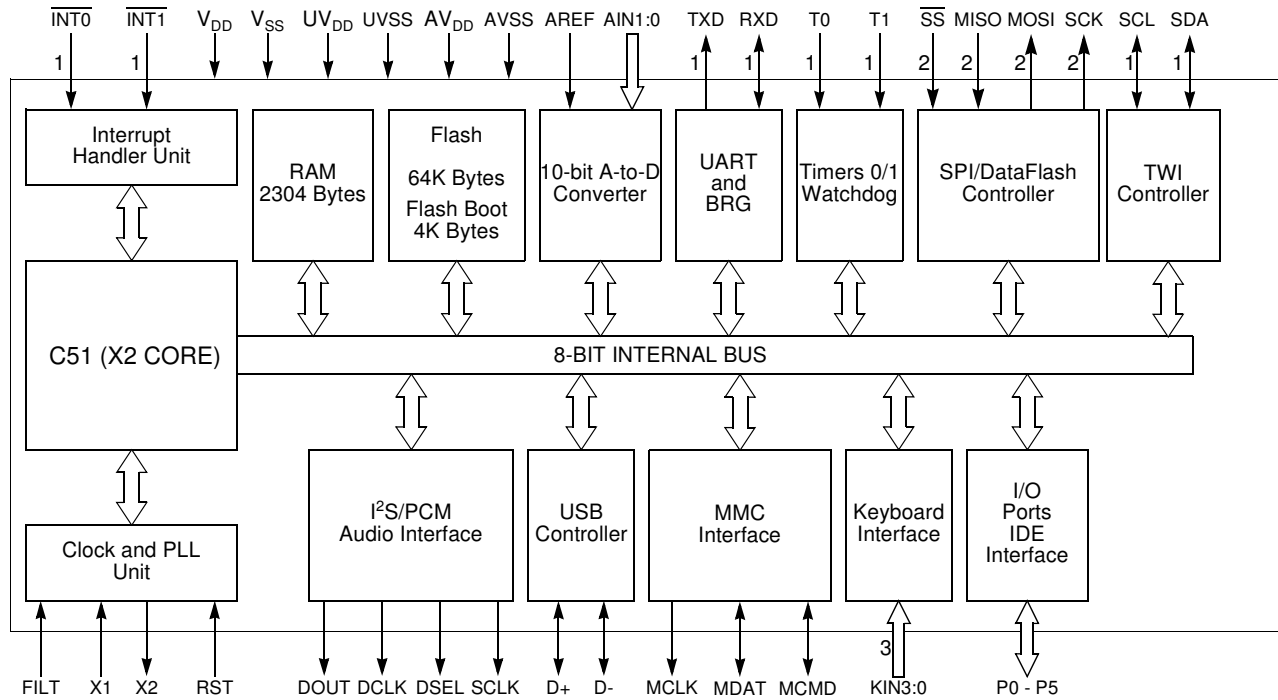 INT0 INT1 VDD VSS UVDD UVSS AVDD AVSS AREF AIN1:0 TXD RXD T0 T1 SS MISO MOSI SCK SCL SDA
1 1 1 1 1 1 2 2 2 2 1 1
Interrupt
Handler Unit
RAM
2304 Bytes
Flash
64K Bytes
Flash Boot
4K Bytes
10-bit A-to-D
Converter
UART
and
BRG
Timers 0/1
Watchdog
SPI/DataFlash
Controller
TWI
Controller
C51 (X2 CORE)
8-BIT INTERNAL BUS
Clock and PLL
Unit
I²S/PCM
Audio Interface
USB
Controller
MMC
Interface
Keyboard
Interface
I/O
Ports
IDE
Interface
3
FILT X1 X2 RST DOUT DCLK DSEL SCLK D+ D- MCLK MDAT MCMD KIN3:0 P0 - P5